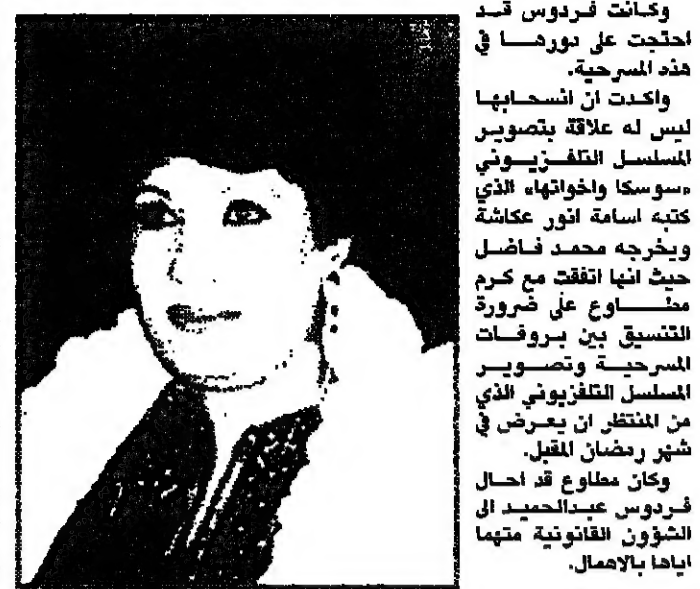 وكانت فردوس قد
احتجت على دورها في
هذه المسرحية.
واكدت ان انسحابها
ليس له علاقة بتصوير
المسلسل التلفزيوني
«سوسكا واخواتها» الذي
كتبه اسامة انور عكاشة
ويخرجه محمد فاضل
حيث انها اتفقت مع كرم
مطاوع على ضرورة
التنسيق بين بروفات
المسرحية وتصوير
المسلسل التلفزيوني الذي
من المنتظر ان يعرض في
شهر رمضان المقبل.
وكان مطاوع قد احال
فردوس عبدالحميد الى
الشؤون القانونية متهما
اياها بالاهمال.